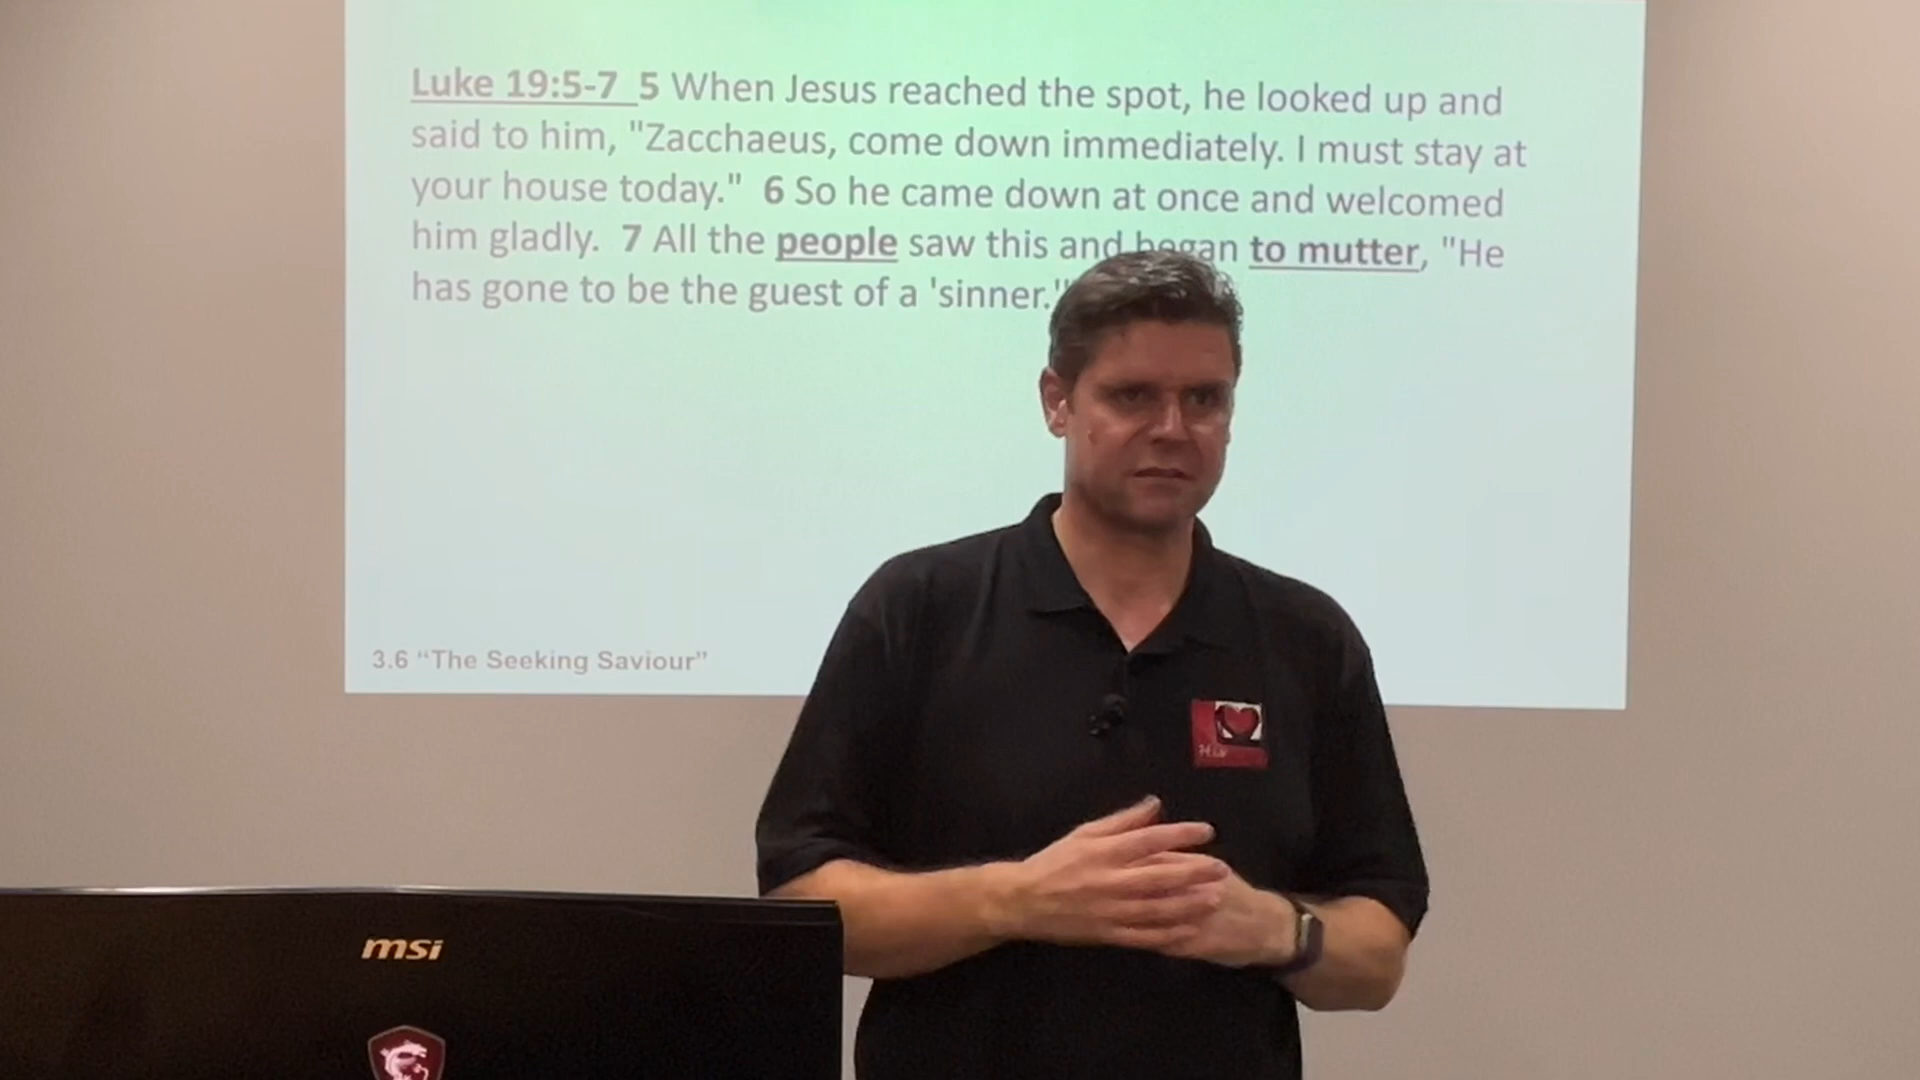 Luke 19:5-7 5 When Jesus reached the spot, he looked up and
said to him, "Zacchaeus, come down immediately. I must stay at
your house today." 6 So he came down at once and welcomed
him gladly. 7 All the people saw this and began to mutter, "He
has gone to be the guest of a 'sinner.'"
3.6 “The Seeking Saviour”
His
msi